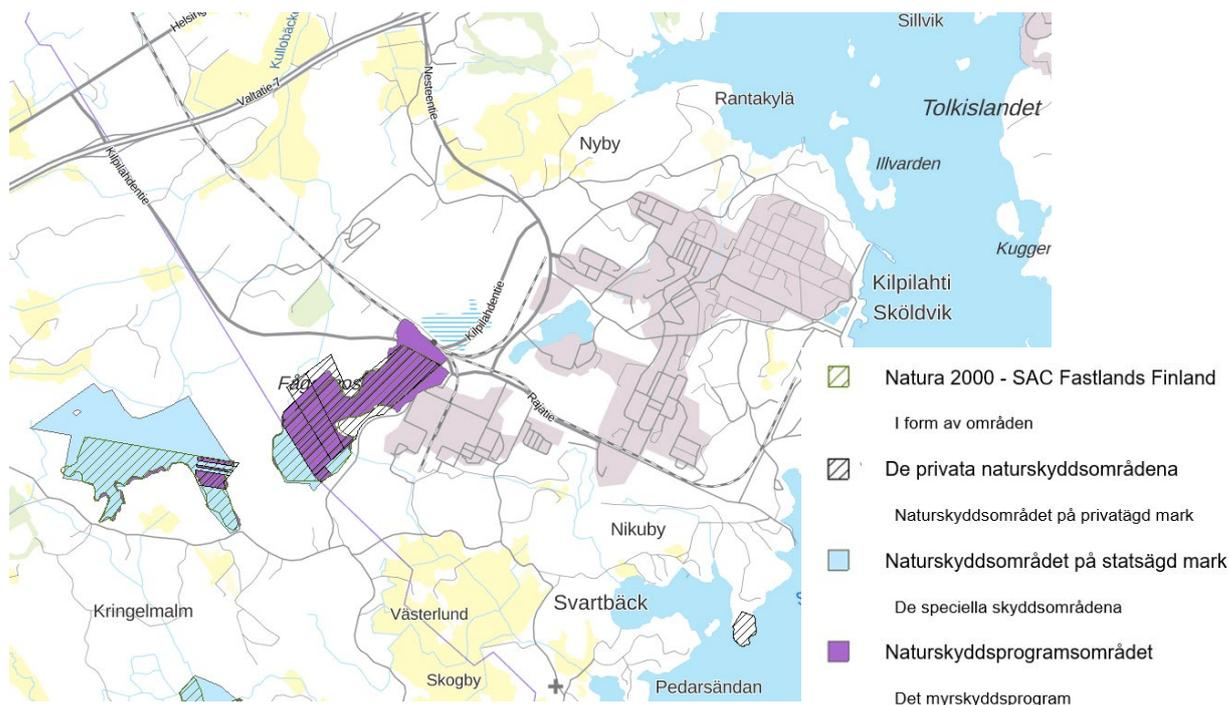 Sillvik
Helsing
Kullobäcke
Valtatie-7
Nesteentie
Rantakylä
Tolkislandet
Nyby
Kilpilahdentie
Illvarden
Kugger
Kilpilahti
Sköldvik
Kilpilahdentie
Rajatie
Nikuby
Kringelmalm
Västerlund
Svartbäck
Skogby
Pedarsändan
Natura 2000 - SAC Fastlands Finland
I form av områden
De privata naturskyddsområdena
Naturskyddsområdet på privatägd mark
Naturskyddsområdet på statsägd mark
De speciella skyddsområdena
Naturskyddsprogramsområdet
Det myrskyddsprogram